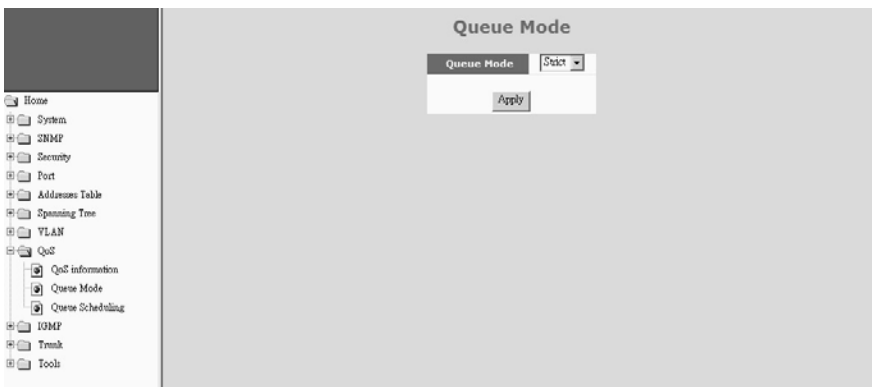 Queue Mode
Queue Mode Strict
Apply
Home
System
SNMP
Security
Port
Addresses Table
Spanning Tree
VLAN
QoS
QoS information
Queue Mode
Queue Scheduling
IGMP
Trunk
Tools